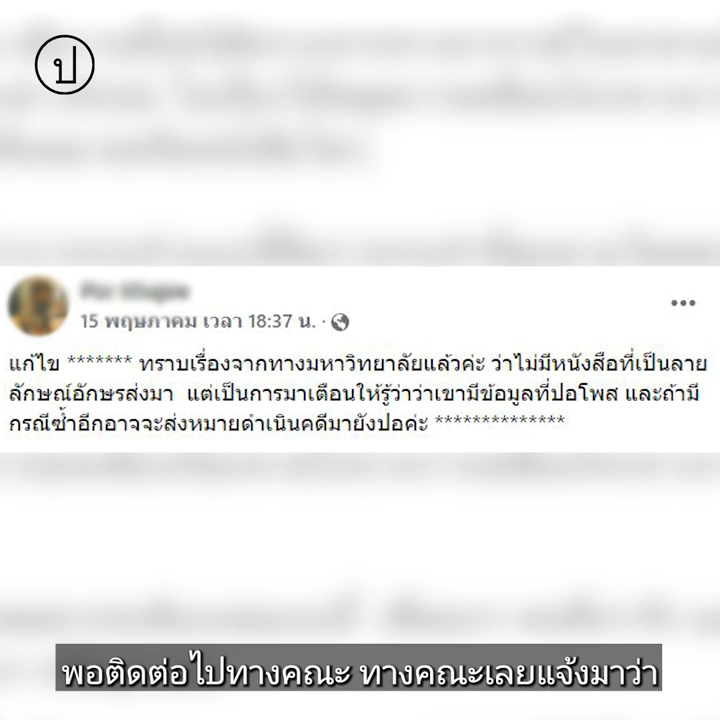 ป
15 พฤษภาคม เวลา 18:37 น. ·
แก้ไข ******* ทราบเรื่องจากทางมหาวิทยาลัยแล้วค่ะ ว่าไม่มีหนังสือที่เป็นลาย
ลักษณ์อักษรส่งมา แต่เป็นการมาเตือนให้รู้ว่าว่าเขามีข้อมูลที่ปอโพส และถ้ามี
กรณีซ้ำอีกอาจจะส่งหมายดำเนินคดีมายังปอค่ะ **************
พอติดต่อไปทางคณะ ทางคณะเลยแจ้งมาว่า